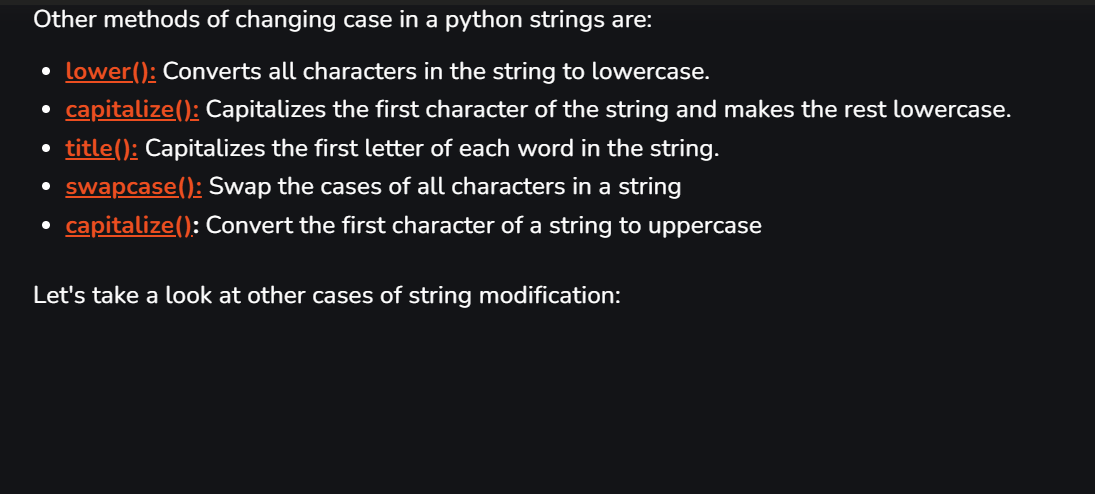 Other methods of changing case in a python strings are:
• lower(): Converts all characters in the string to lowercase.
• capitalize(): Capitalizes the first character of the string and makes the rest lowercase.
• title(): Capitalizes the first letter of each word in the string.
• swapcase(): Swap the cases of all characters in a string
• capitalize(): Convert the first character of a string to uppercase
Let's take a look at other cases of string modification: